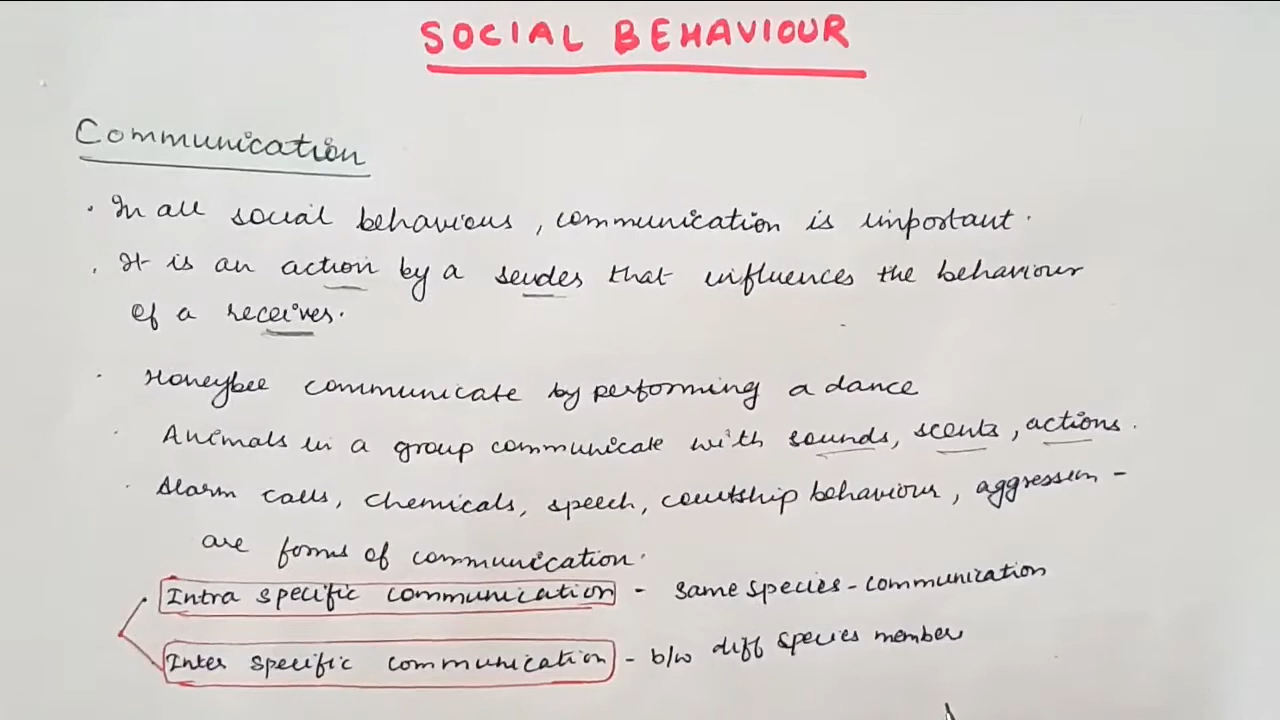 SOCIAL BEHAVIOUR
Communication
· In all social behaviours, communication is important.
· It is an action by a sender that influences the behaviour
of a receiver.
· Honeybee communicate by performing a dance
· Animals in a group communicate with sounds, scents, actions.
· Alarm calls, chemicals, speech, courtship behaviour, aggression -
are forms of communication.
Intra specific communication - same species - communication
Inter specific communication - b/w diff species member